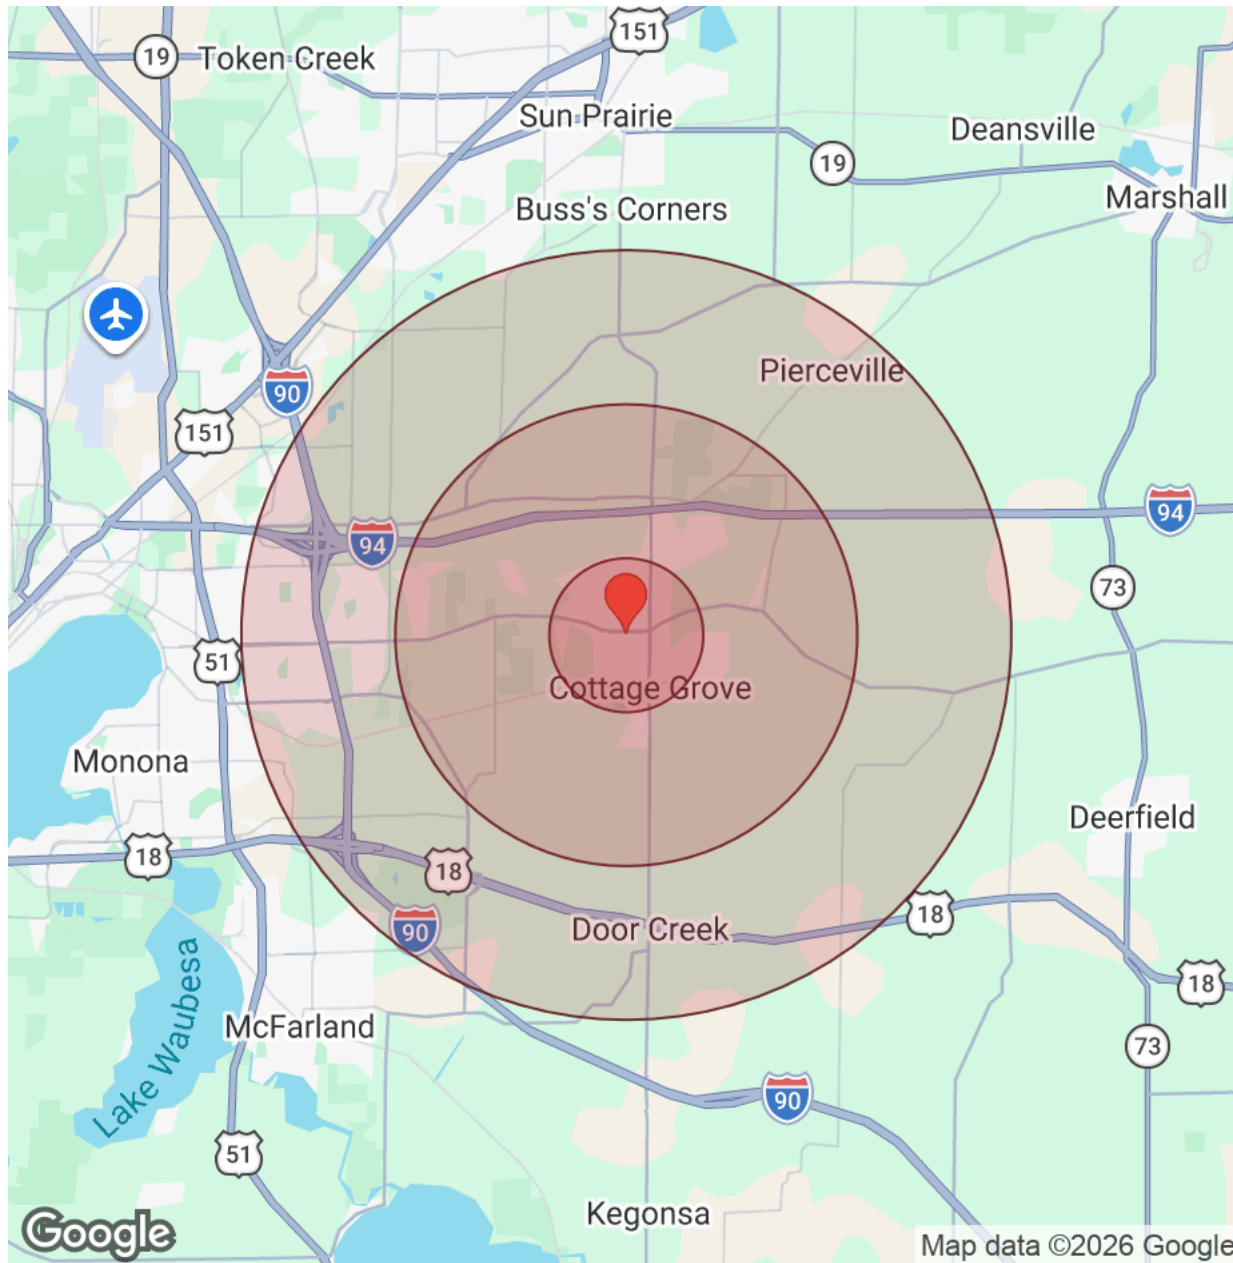 151
19
Token Creek
Sun Prairie
Deansville
19
Marshall
Buss's Corners
Pierceville
90
151
94
94
73
51
Cottage Grove
Monona
Deerfield
18
18
18
90
Door Creek
Lake Waubesa
18
McFarland
73
90
51
Kegonsa
Google
Map data ©2026 Google